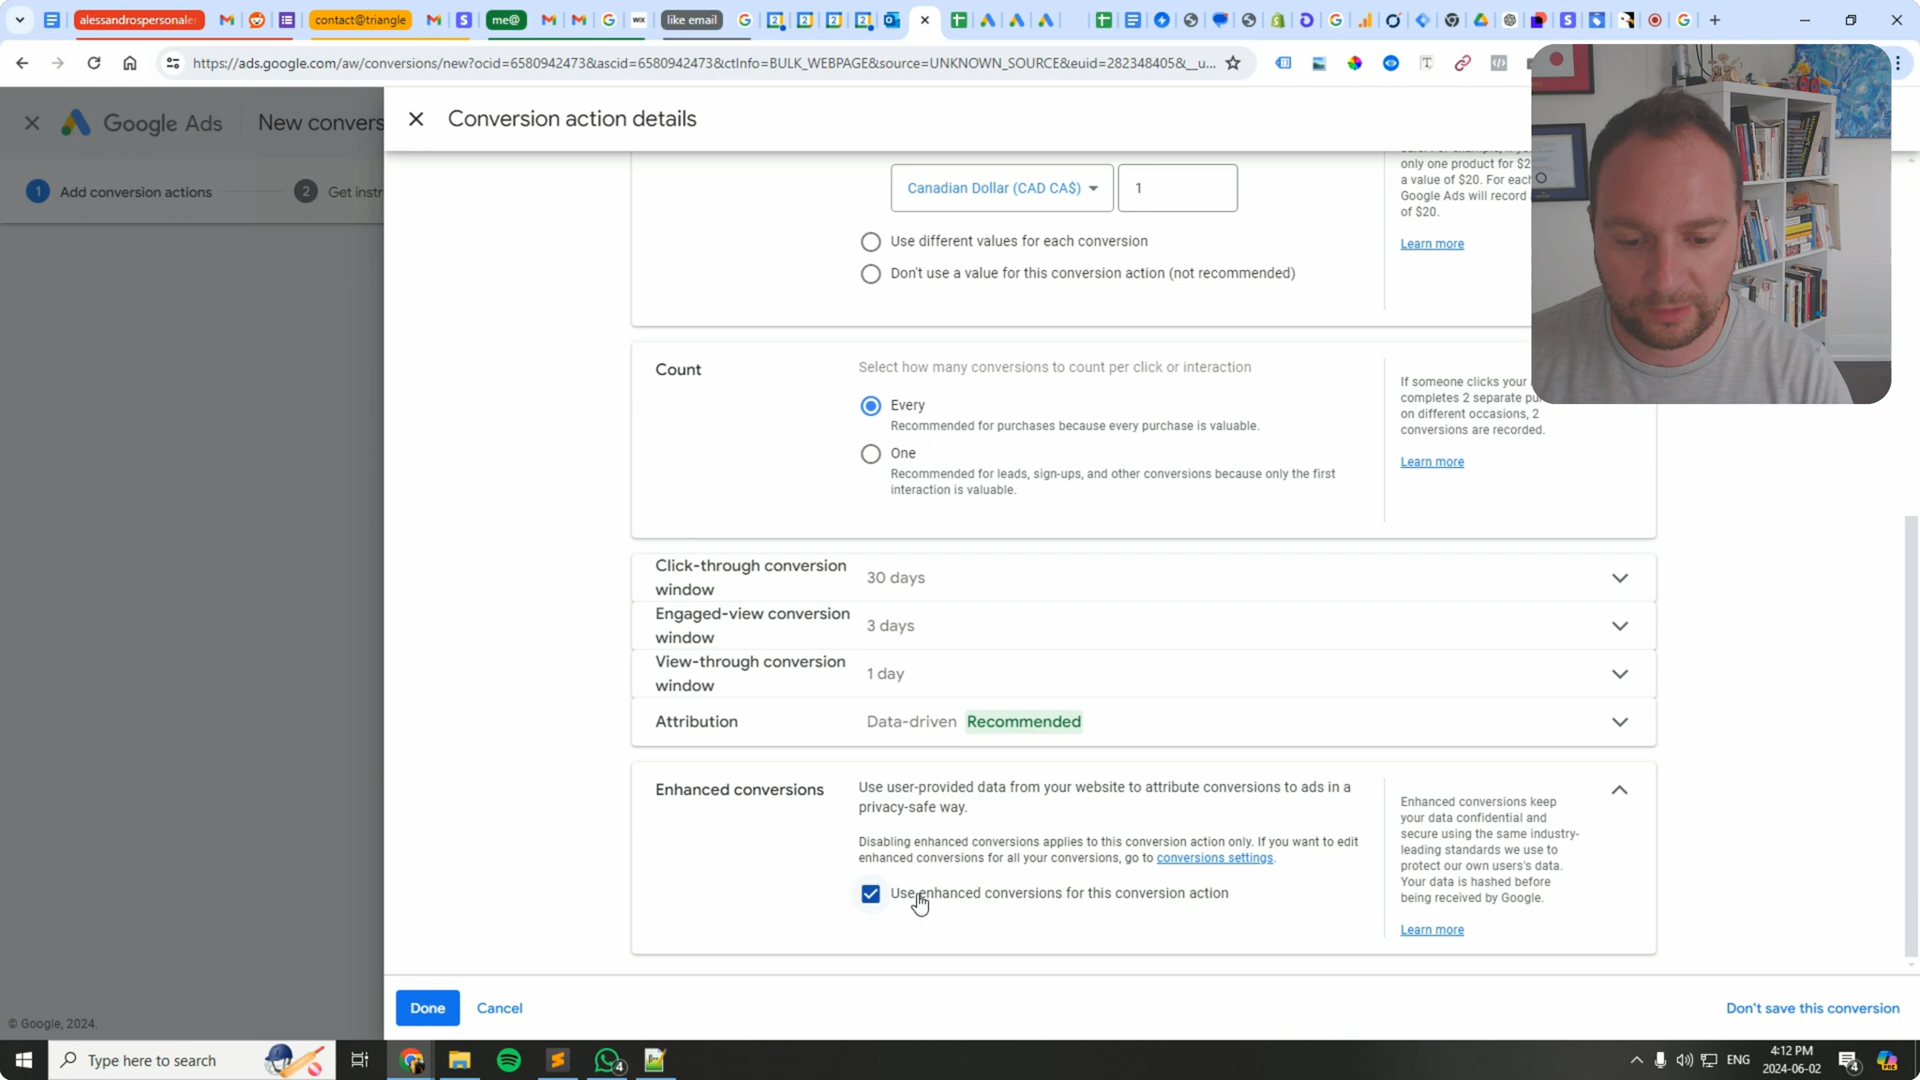 alessandrospersonale
contact@triangle
me@
WIX
like email
https://ads.google.com/aw/conversions/new?ocid=6580942473&ascid=6580942473&ctInfo=BULK_WEBPAGE&source=UNKNOWN_SOURCE&euid=282348405&__u...
Google Ads
New convers
Conversion action details
1 Add conversion actions
2 Get instr
Canadian Dollar (CAD CA$)
1
Use different values for each conversion
Don't use a value for this conversion action (not recommended)
only one product for $2
a value of $20. For each
Google Ads will record
of $20.
Learn more
Count
Select how many conversions to count per click or interaction
Every
Recommended for purchases because every purchase is valuable.
One
Recommended for leads, sign-ups, and other conversions because only the first
interaction is valuable.
If someone clicks your
completes 2 separate pu
on different occasions, 2
conversions are recorded.
Learn more
Click-through conversion
window
30 days
Engaged-view conversion
window
3 days
View-through conversion
window
1 day
Attribution
Data-driven Recommended
Enhanced conversions
Use user-provided data from your website to attribute conversions to ads in a
privacy-safe way.
Disabling enhanced conversions applies to this conversion action only. If you want to edit
enhanced conversions for all your conversions, go to conversions settings.
Use enhanced conversions for this conversion action
Enhanced conversions keep
your data confidential and
secure using the same industry-
leading standards we use to
protect our own users's data.
Your data is hashed before
being received by Google.
Learn more
Done
Cancel
Don't save this conversion
© Google, 2024.
Type here to search
4
ENG
4:12 PM
2024-06-02
4